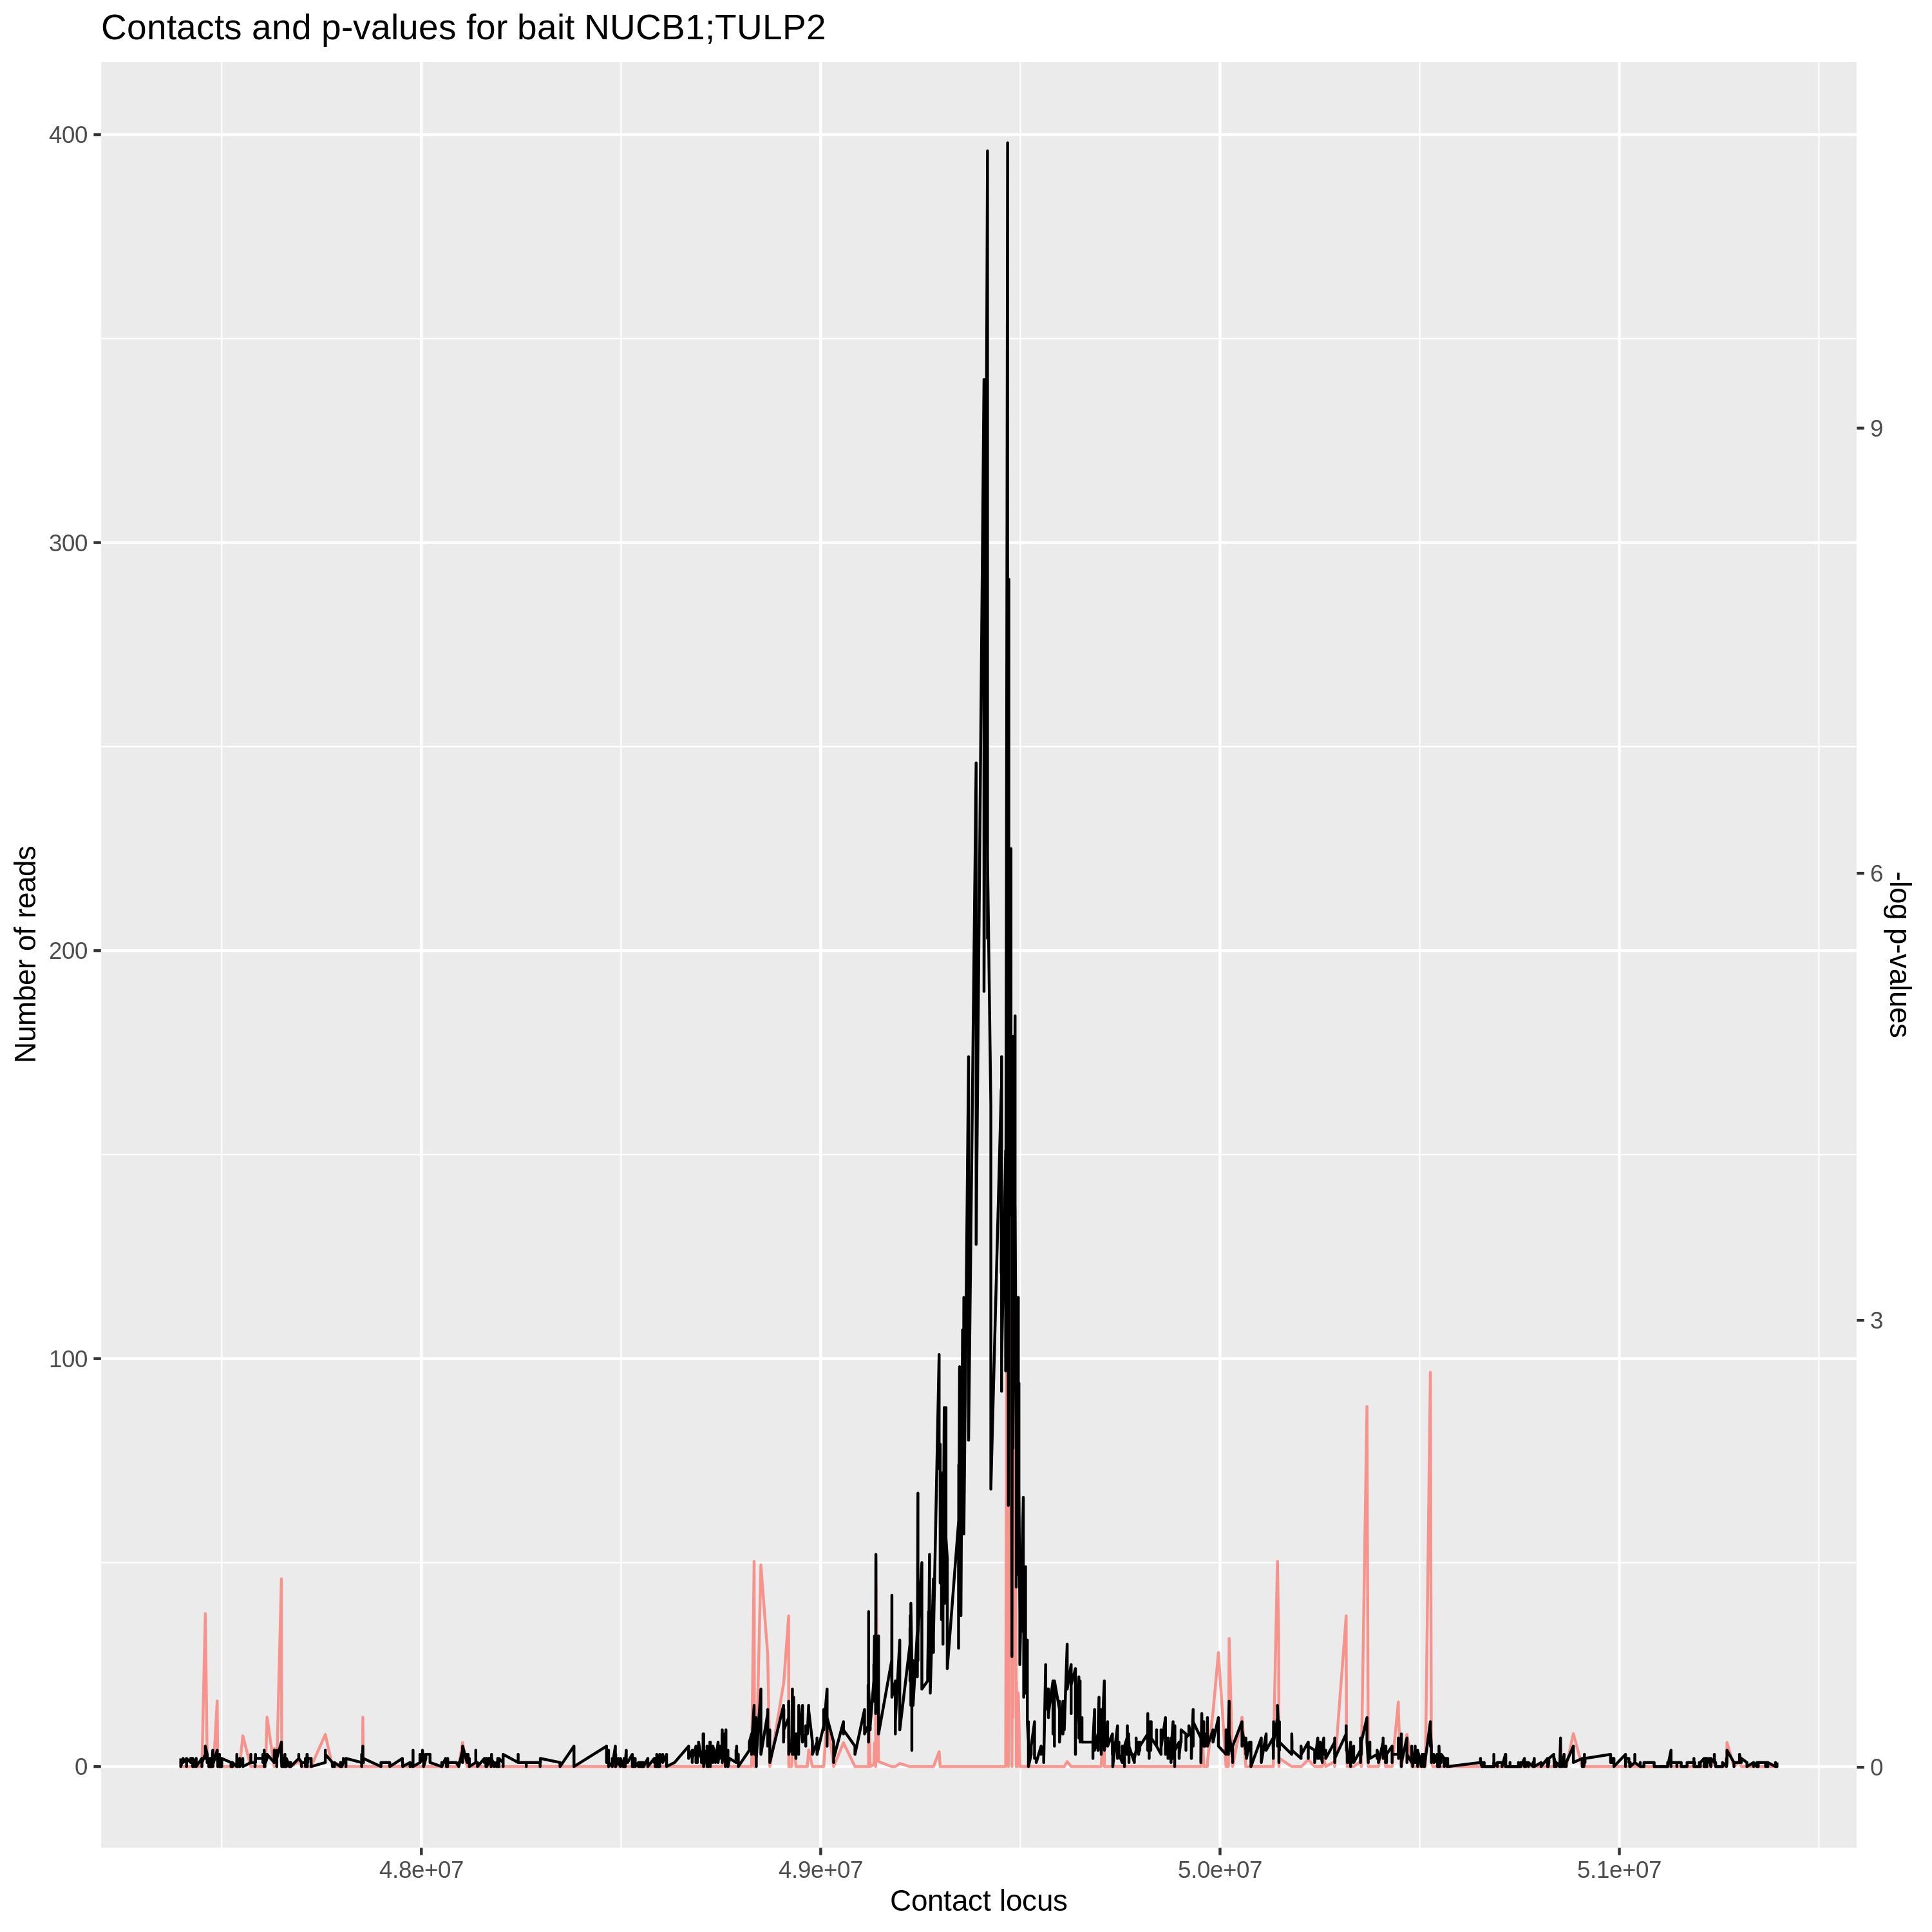 Contacts and p-values for bait NUCB1;TULP2
Number of reads
400
300
200
100
0
9
6
3
0
-log p-values
4.8e+07
4.9e+07
5.0e+07
5.1e+07
Contact locus